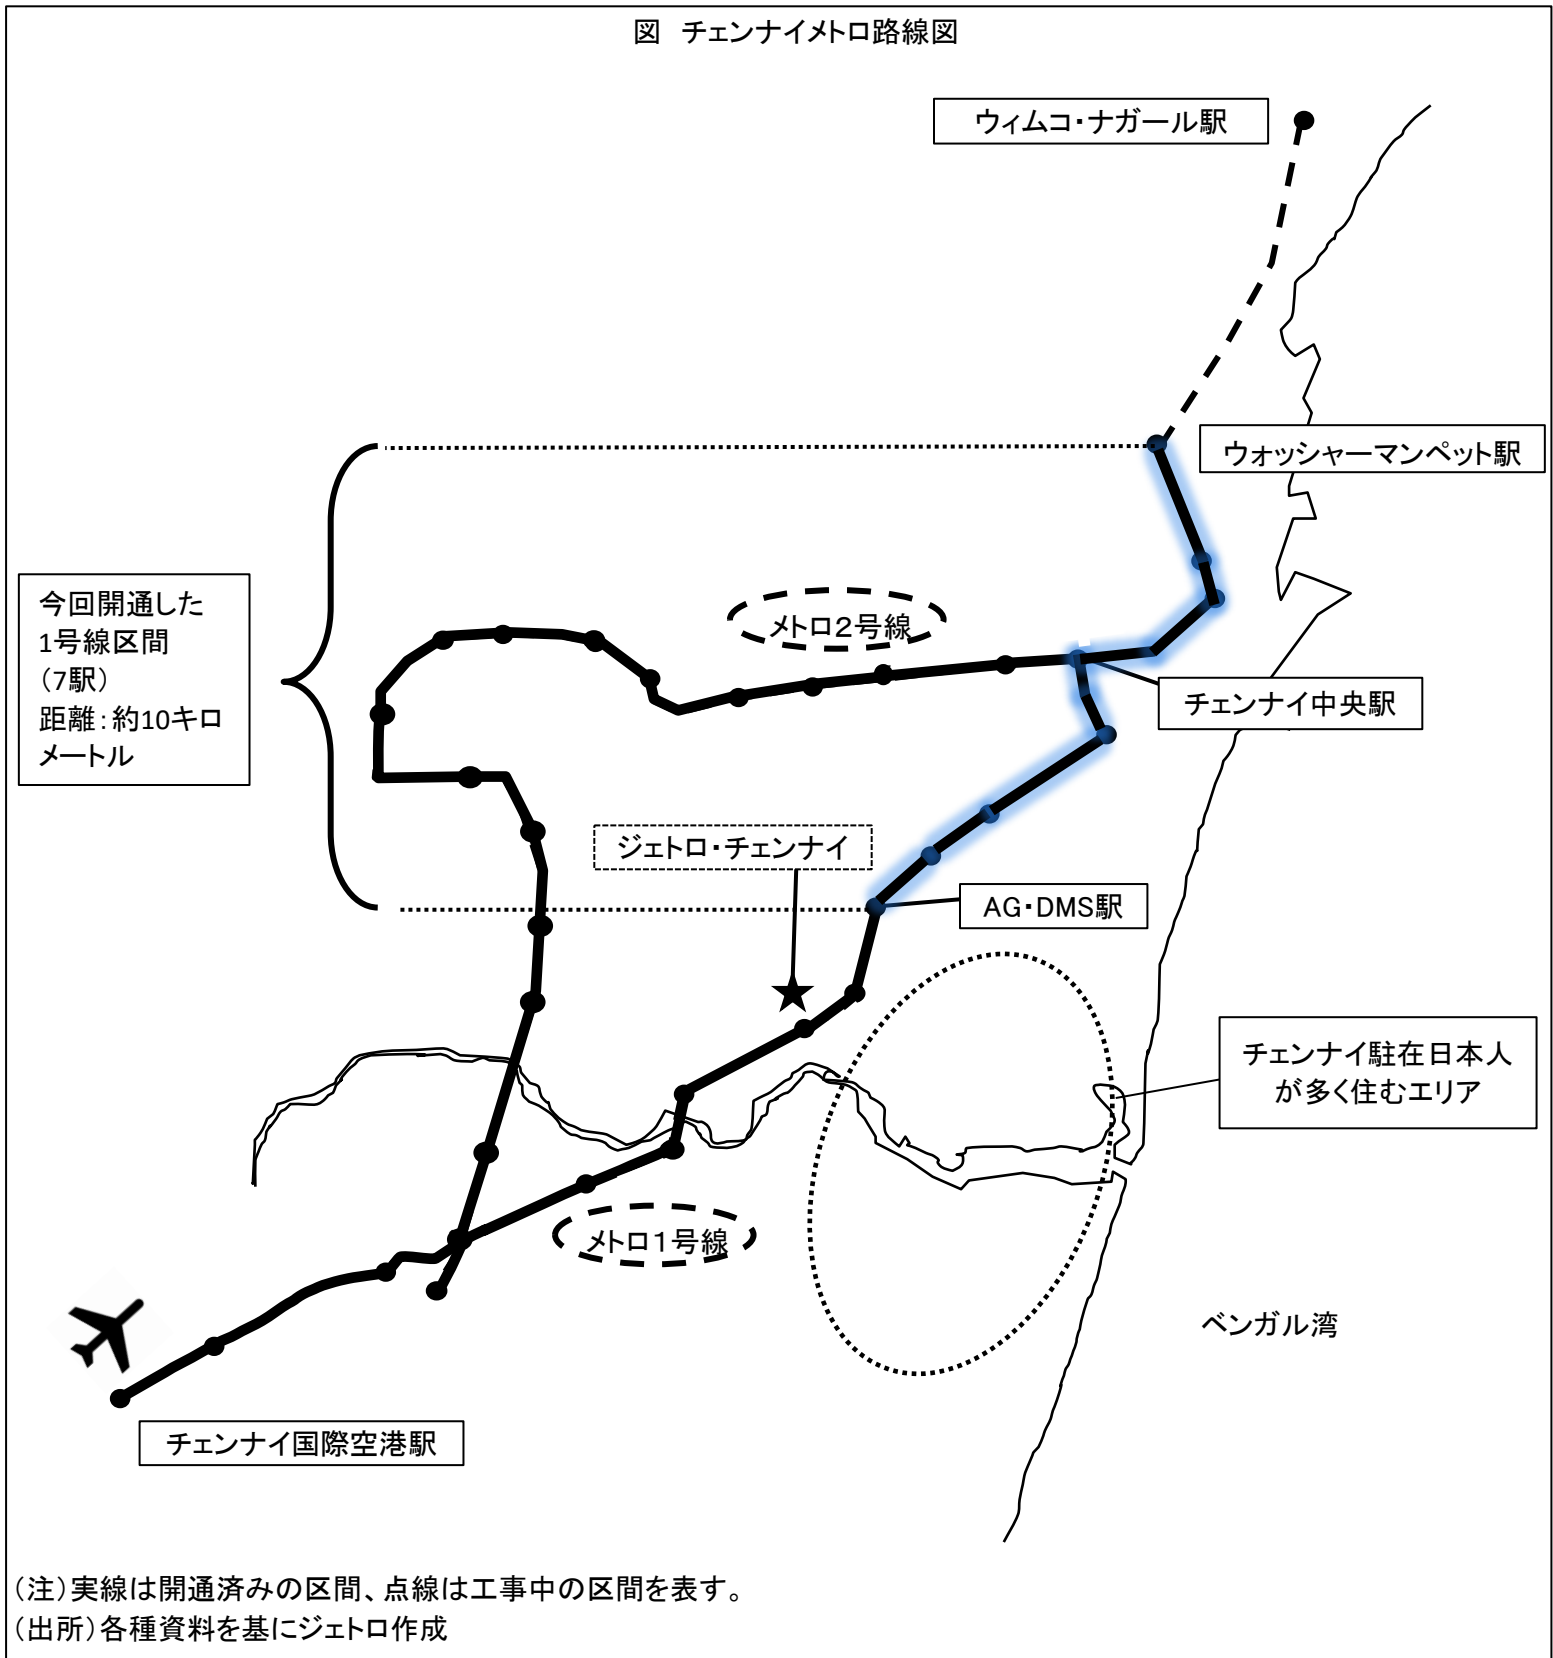 図 チェンナイメトロ路線図
ウィムコ・ナガール駅
ウォッシャーマンペット駅
今回開通した
1号線区間
（7駅）
距離：約10キロ
メートル
メトロ２号線
チェンナイ中央駅
ジェトロ・チェンナイ
AG・DMS駅
チェンナイ駐在日本人
が多く住むエリア
メトロ１号線
ベンガル湾
チェンナイ国際空港駅
（注）実線は開通済みの区間、点線は工事中の区間を表す。
（出所）各種資料を基にジェトロ作成